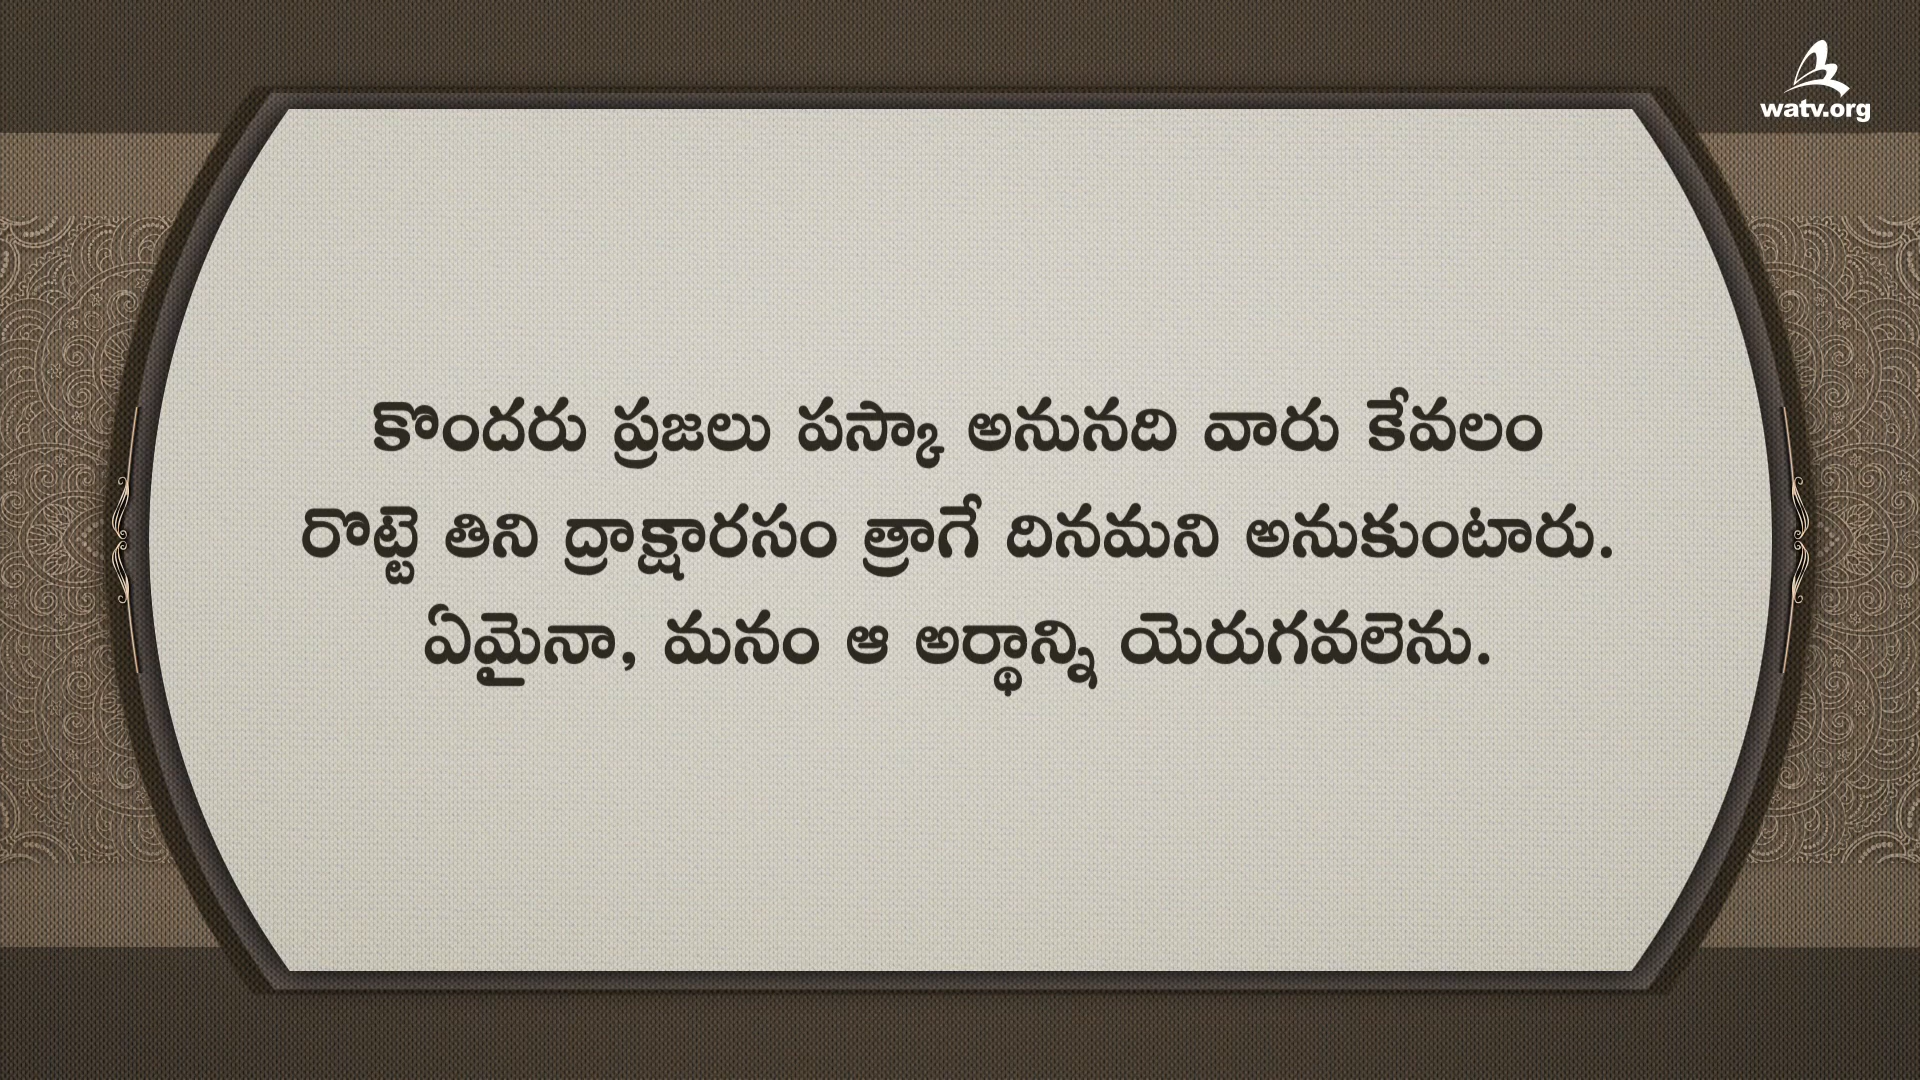 watv.org
కొందరు ప్రజలు పస్కా అనునది వారు కేవలం
రొట్టె తిని ద్రాక్షారసం త్రాగే దినమని అనుకుంటారు.
ఏమైనా, మనం ఆ అర్థాన్ని యెరుగవలెను.